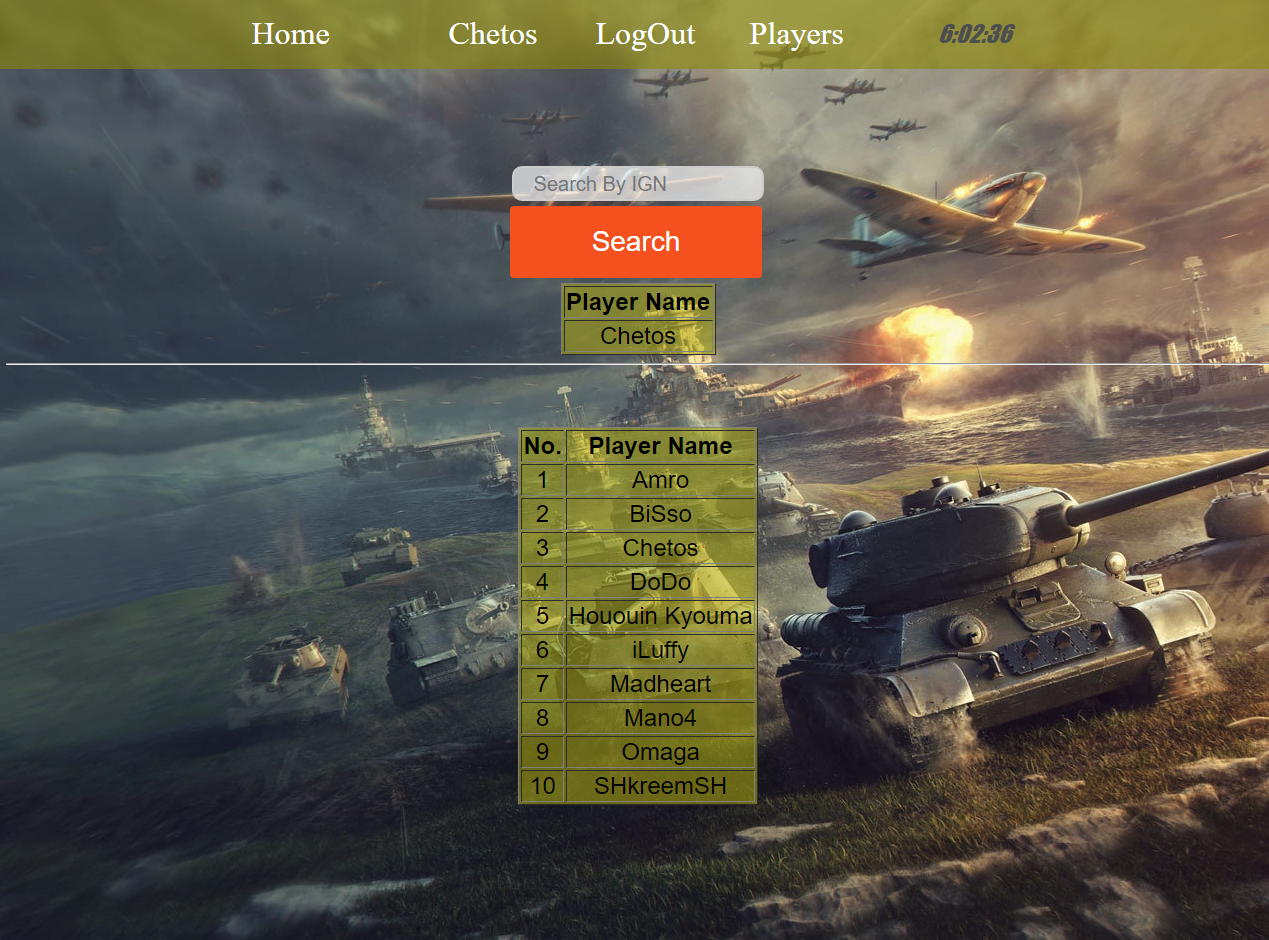 Home Chetos LogOut Players 6:02:36
Search By IGN
Search
Player Name
Chetos
No. Player Name
1 Amro
2 BiSso
3 Chetos
4 DoDo
5 Hououin Kyouma
6 iLuffy
7 Madheart
8 Mano4
9 Omaga
10 SHkreemSH